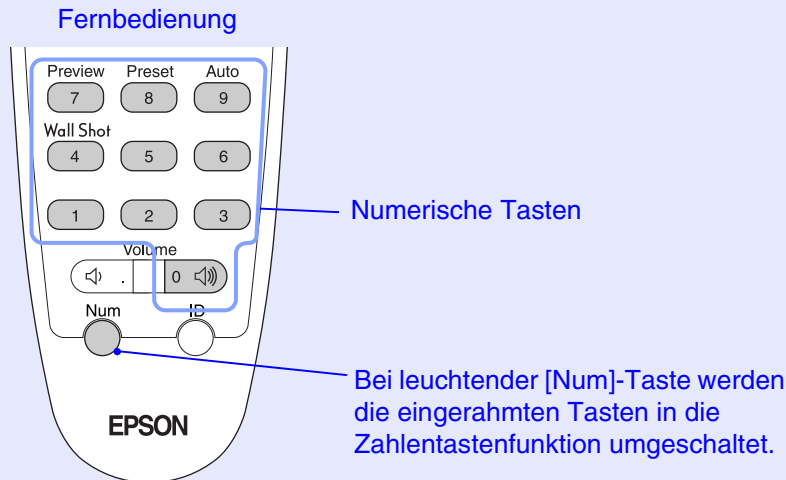 Fernbedienung
Preview Preset Auto
7 8 9
Wall Shot
4 5 6
1 2 3
Numerische Tasten
Volume
. 0
Num ID
Bei leuchtender [Num]-Taste werden
die eingerahmten Tasten in die
Zahlentastenfunktion umgeschaltet.
EPSON